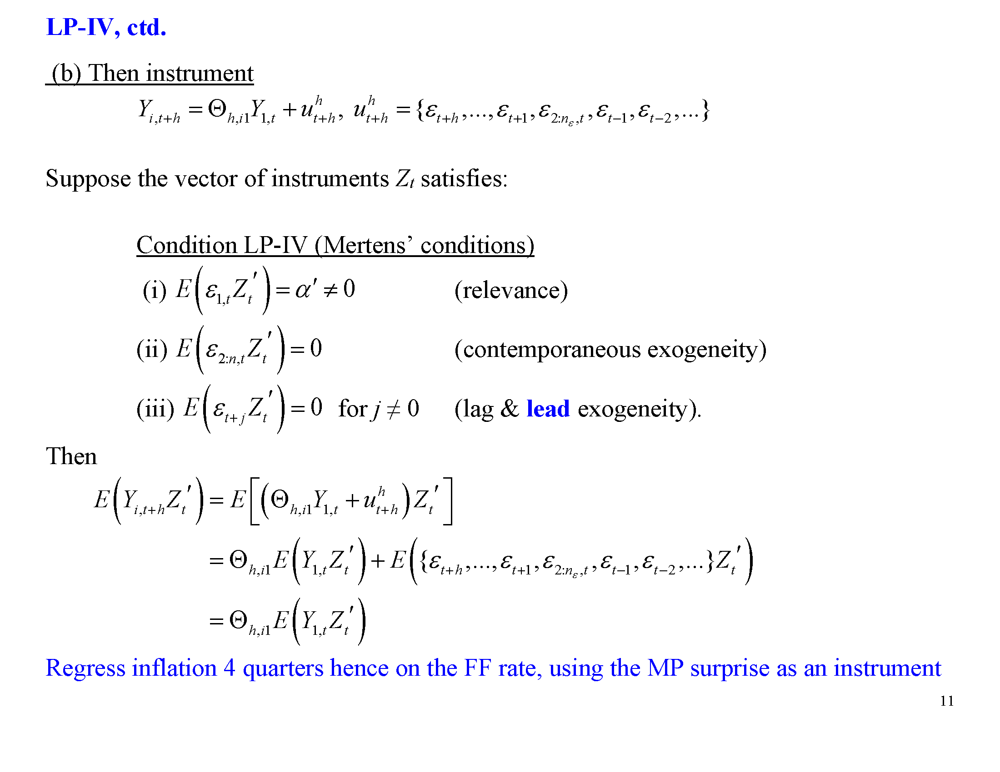 LP-IV, ctd.
(b) Then instrument
Y_{i,t+h} = Θ_{h,i1}Y_{1,t} + u^h_{t+h}, u^h_{t+h} = {ε_{t+h},...,ε_{t+1},ε_{2:n_ε,t},ε_{t−1},ε_{t−2},...}
Suppose the vector of instruments Z_t satisfies:
Condition LP-IV (Mertens’ conditions)
(i) E(ε_{1,t}Z_t′) = α′ ≠ 0 (relevance)
(ii) E(ε_{2:n,t}Z_t′) = 0 (contemporaneous exogeneity)
(iii) E(ε_{t+j}Z_t′) = 0 for j ≠ 0 (lag & lead exogeneity).
Then
E(Y_{i,t+h}Z_t′) = E[(Θ_{h,i1}Y_{1,t} + u^h_{t+h})Z_t′]
= Θ_{h,i1}E(Y_{1,t}Z_t′) + E({ε_{t+h},...,ε_{t+1},ε_{2:n_ε,t},ε_{t−1},ε_{t−2},...}Z_t′)
= Θ_{h,i1}E(Y_{1,t}Z_t′)
Regress inflation 4 quarters hence on the FF rate, using the MP surprise as an instrument
11